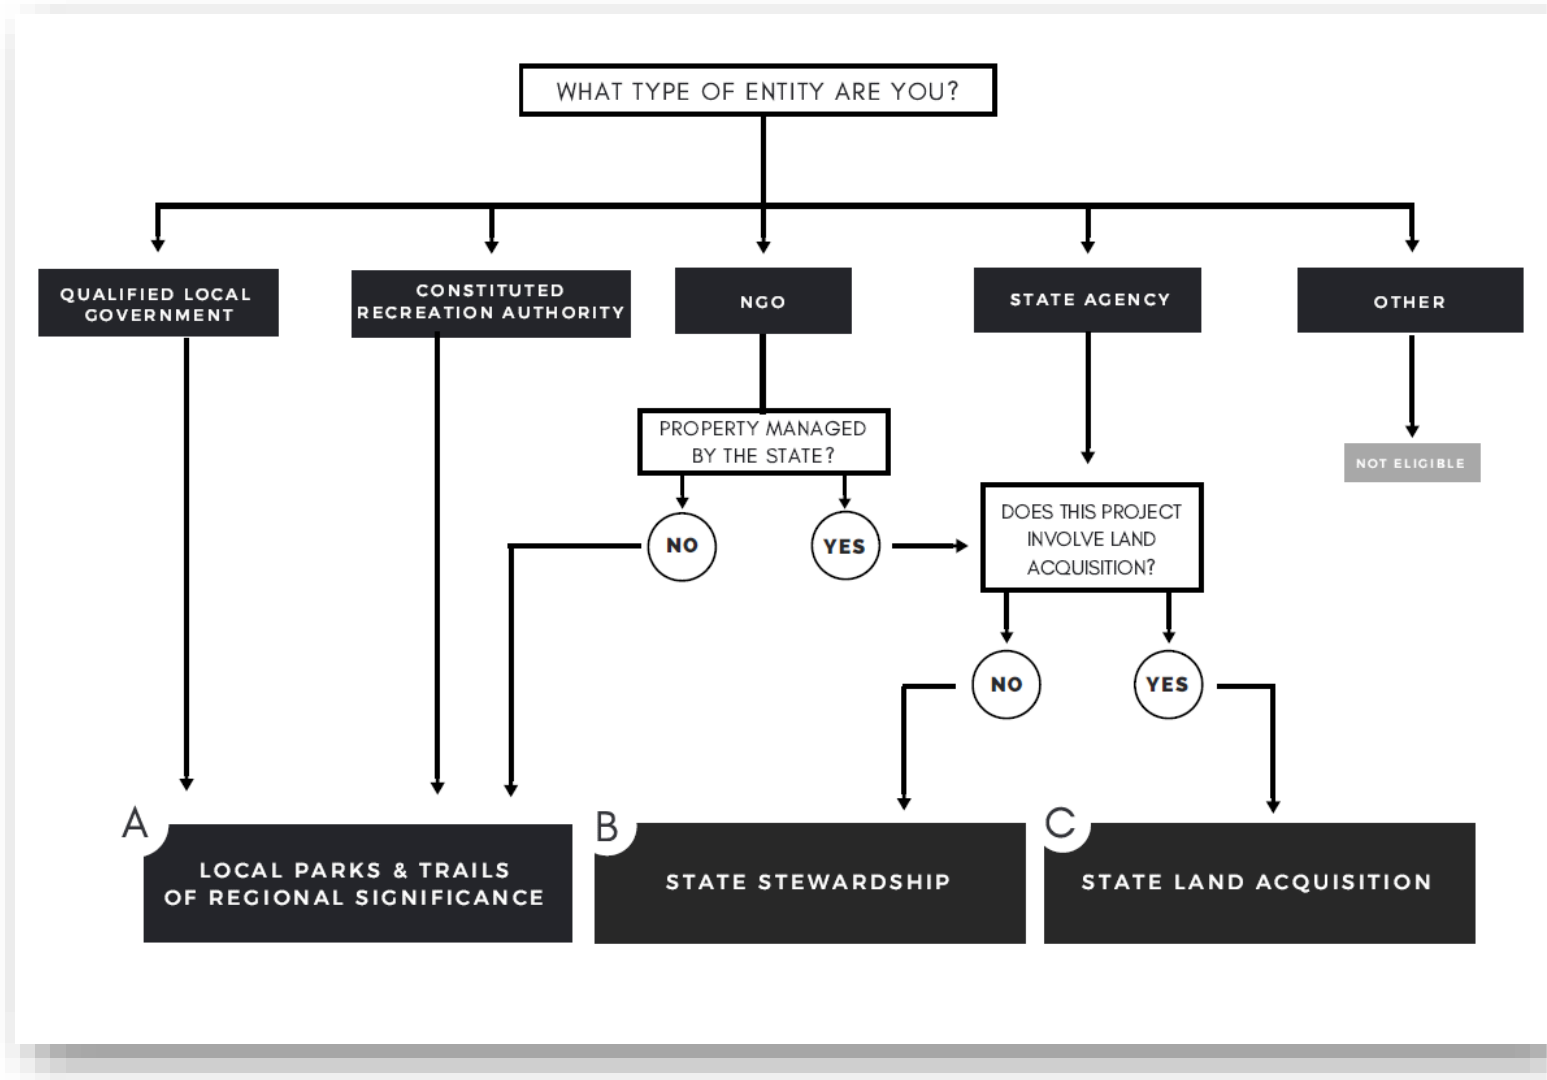 WHAT TYPE OF ENTITY ARE YOU?
QUALIFIED LOCAL
GOVERNMENT
CONSTITUTED
RECREATION AUTHORITY
NGO
STATE AGENCY
OTHER
PROPERTY MANAGED
BY THE STATE?
NOT ELIGIBLE
DOES THIS PROJECT
INVOLVE LAND
ACQUISITION?
NO
YES
NO
YES
A
LOCAL PARKS & TRAILS
OF REGIONAL SIGNIFICANCE
B
STATE STEWARDSHIP
C
STATE LAND ACQUISITION